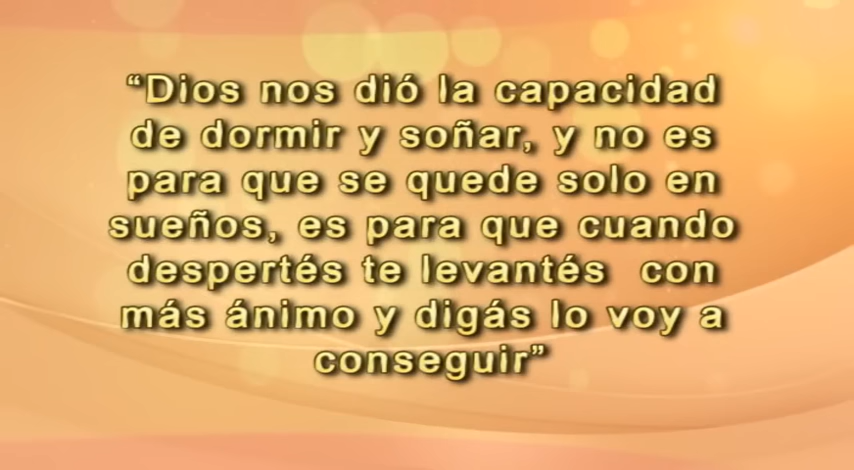 “Dios nos dió la capacidad
de dormir y soñar, y no es
para que se quede solo en
sueños, es para que cuando
despertés te levantés con
más ánimo y digás lo voy a
conseguir”